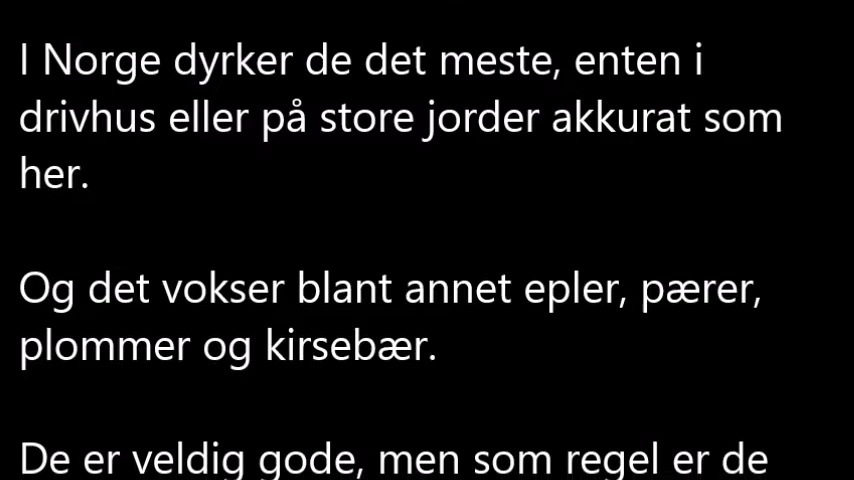 I Norge dyrker de det meste, enten i
drivhus eller på store jorder akkurat som
her.
Og det vokser blant annet epler, pærer,
plommer og kirsebær.
De er veldig gode, men som regel er de